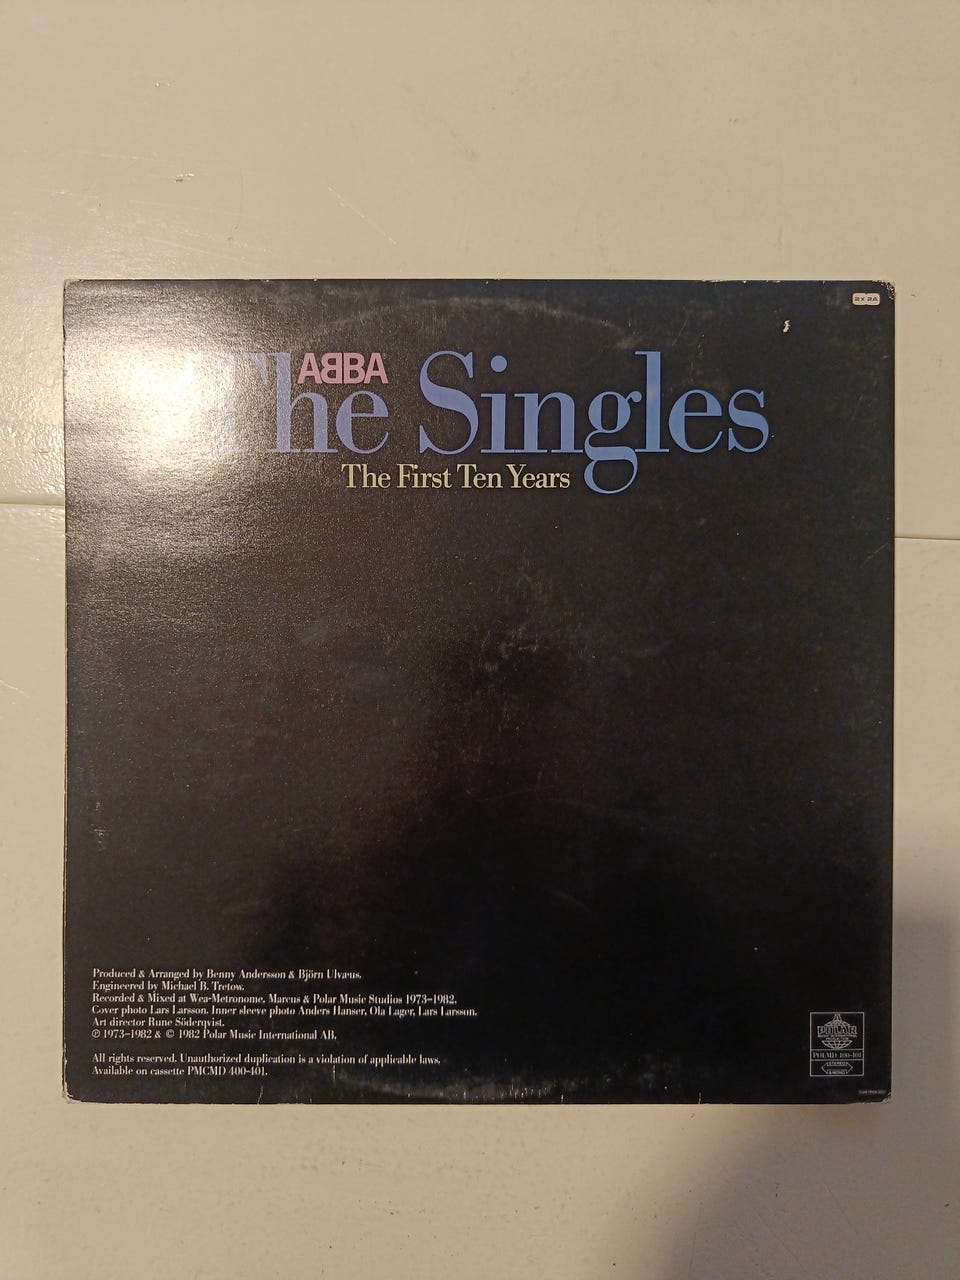 2 x 2A
ABBA®
The Singles
The First Ten Years
Produced & Arranged by Benny Andersson & Björn Ulvæus.
Engineered by Michael B. Tretow.
Recorded & Mixed at Wea-Metronome, Marcus & Polar Music Studios 1973–1982.
Cover photo Lars Larsson. Inner sleeve photo Anders Hanser, Ola Lager, Lars Larsson.
Art director Rune Söderqvist.
℗ 1973–1982 & © 1982 Polar Music International AB.
All rights reserved. Unauthorized duplication is a violation of applicable laws.
Available on cassette PMCMD 400-401.
POLAR
POLMD 400-401
STEREO